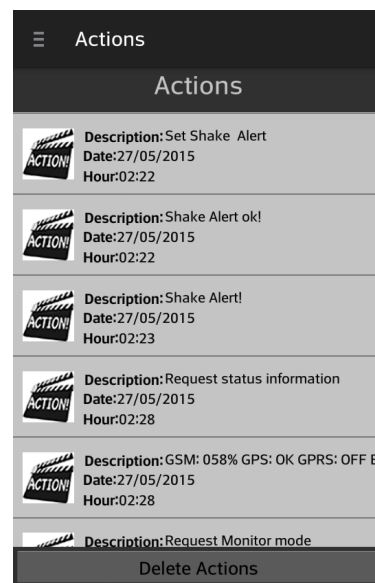 Actions
Actions
ACTION!
Description: Set Shake Alert
Date:27/05/2015
Hour:02:22
ACTION!
Description: Shake Alert ok!
Date:27/05/2015
Hour:02:22
ACTION!
Description: Shake Alert!
Date:27/05/2015
Hour:02:23
ACTION!
Description: Request status information
Date:27/05/2015
Hour:02:28
ACTION!
Description: GSM: 058% GPS: OK GPRS: OFF
Date:27/05/2015
Hour:02:28
Description: Request Monitor mode
Delete Actions